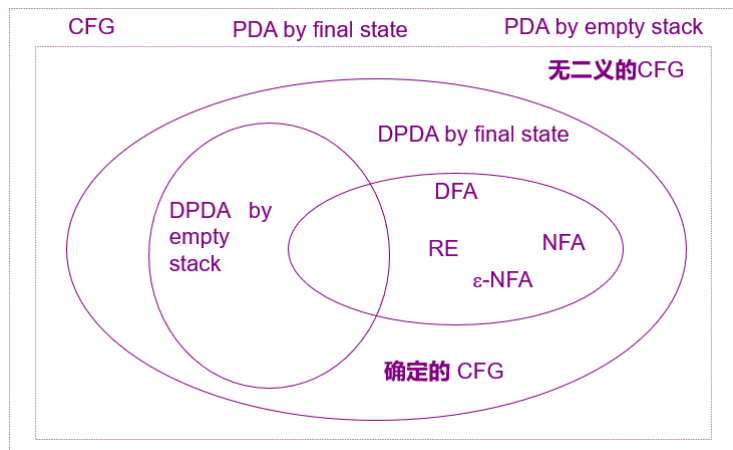 CFG PDA by final state PDA by empty stack
无二义的CFG
DPDA by final state
DFA
DPDA by
empty
stack
RE NFA
ε-NFA
确定的 CFG